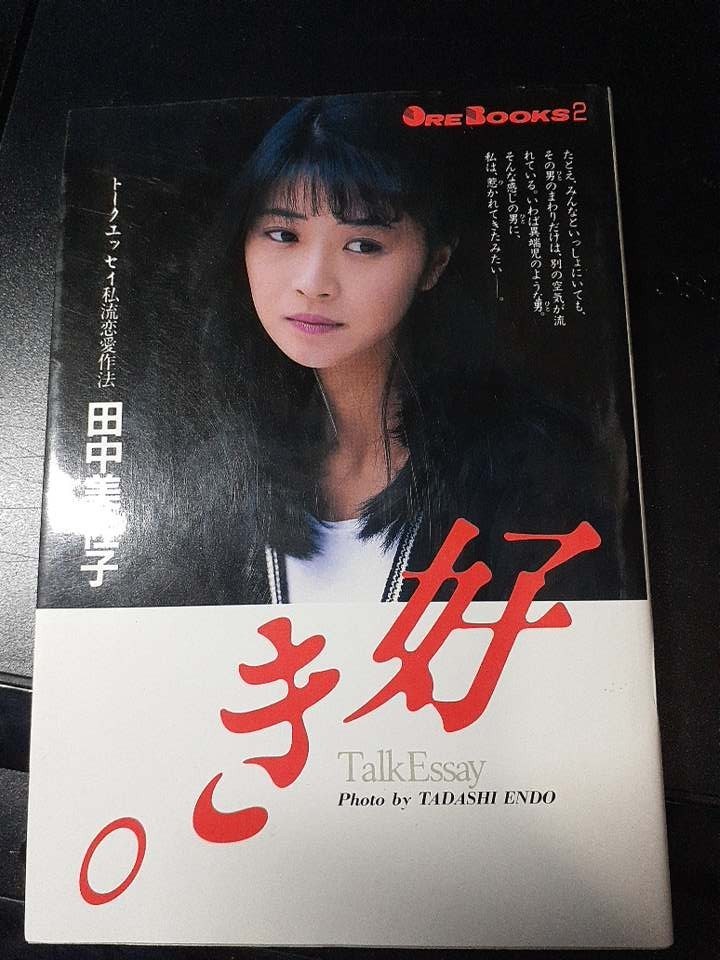 ORE BOOKS 2
たとえ、みんなといっしょにいても、
その男のまわりだけは、別の空気が流
れている。いわば異端児のような男。
そんな感じの男に、
私は、惹かれてきたみたい――。
トークエッセイ私流恋愛作法
田中美佐子
好き。
TalkEssay
Photo by TADASHI ENDO